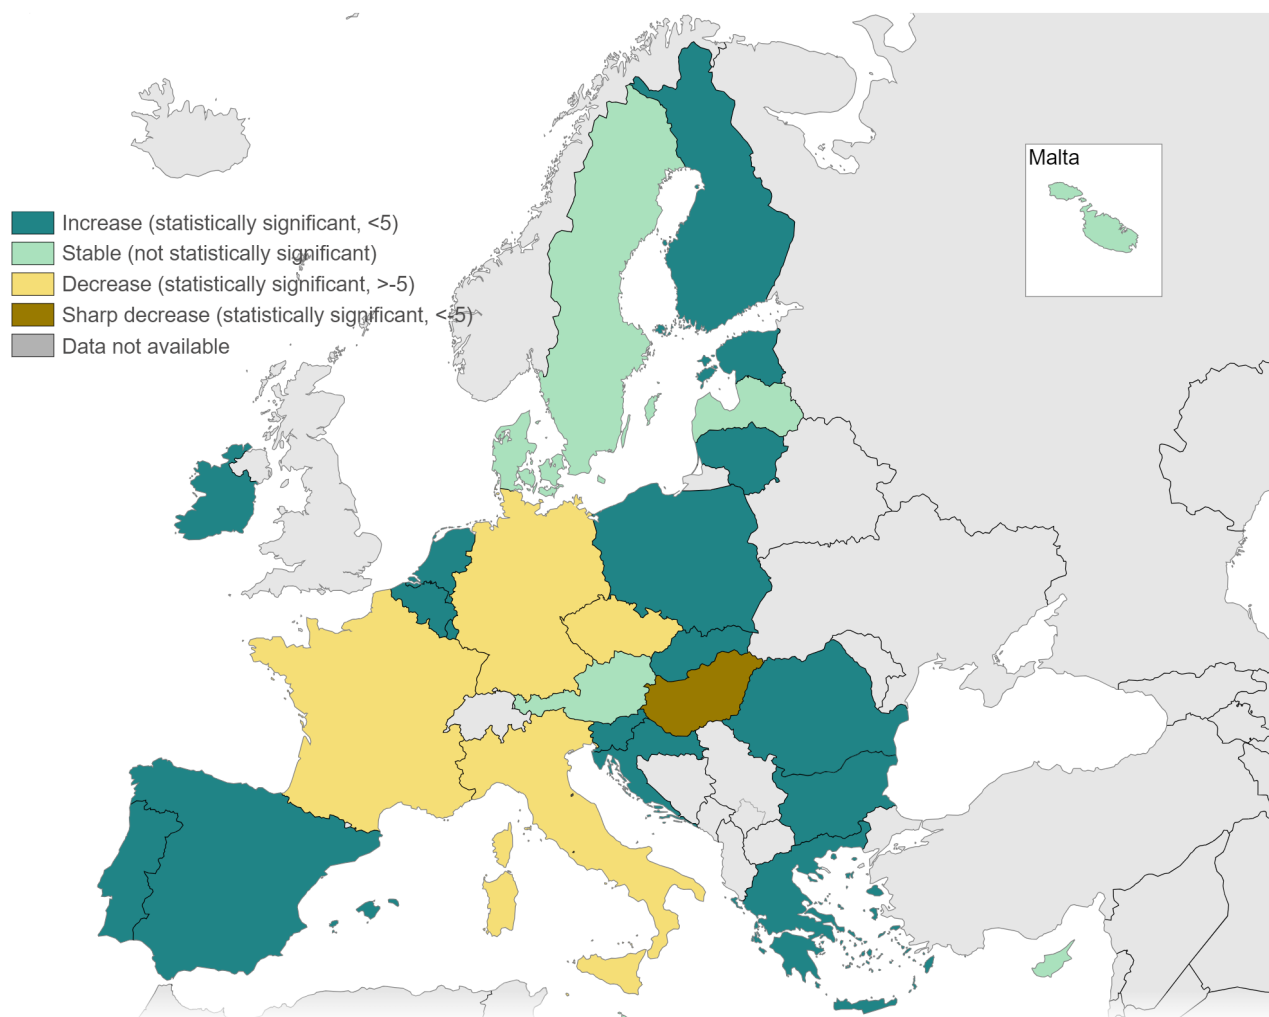 Malta
Increase (statistically significant, <5)
Stable (not statistically significant)
Decrease (statistically significant, >-5)
Sharp decrease (statistically significant, <-5)
Data not available